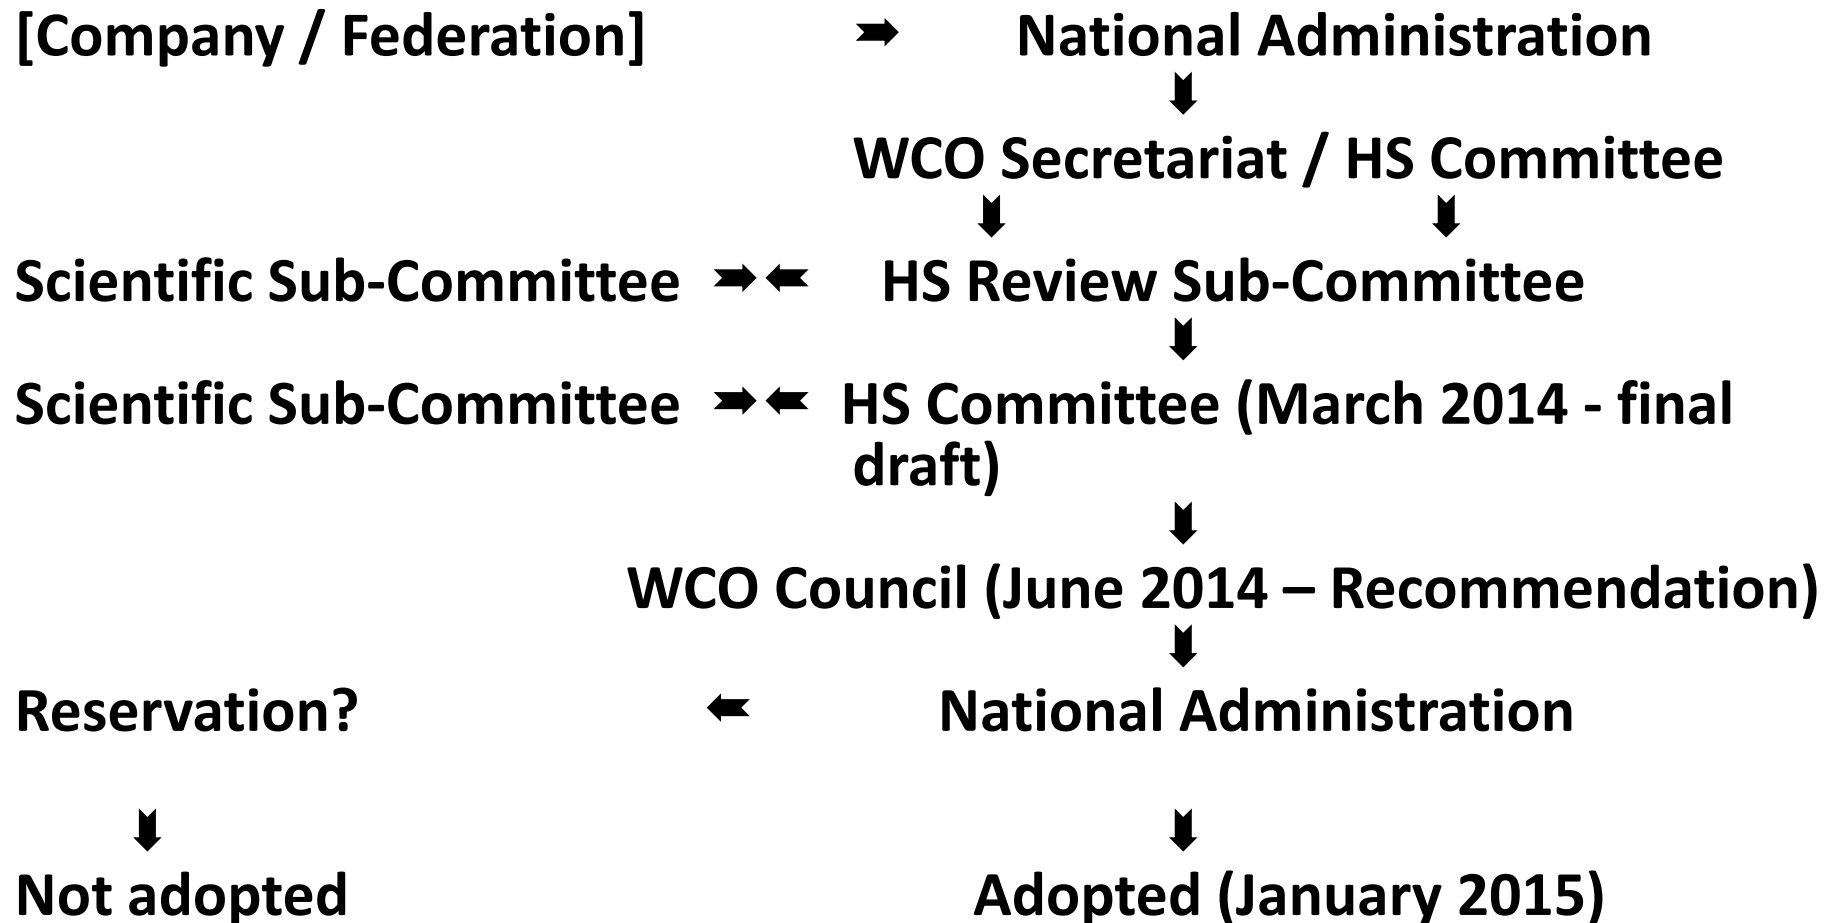 [Company / Federation] ➨ National Administration
WCO Secretariat / HS Committee
Scientific Sub-Committee HS Review Sub-Committee
Scientific Sub-Committee HS Committee (March 2014 - final
draft)
WCO Council (June 2014 – Recommendation)
Reservation? National Administration
Not adopted Adopted (January 2015)